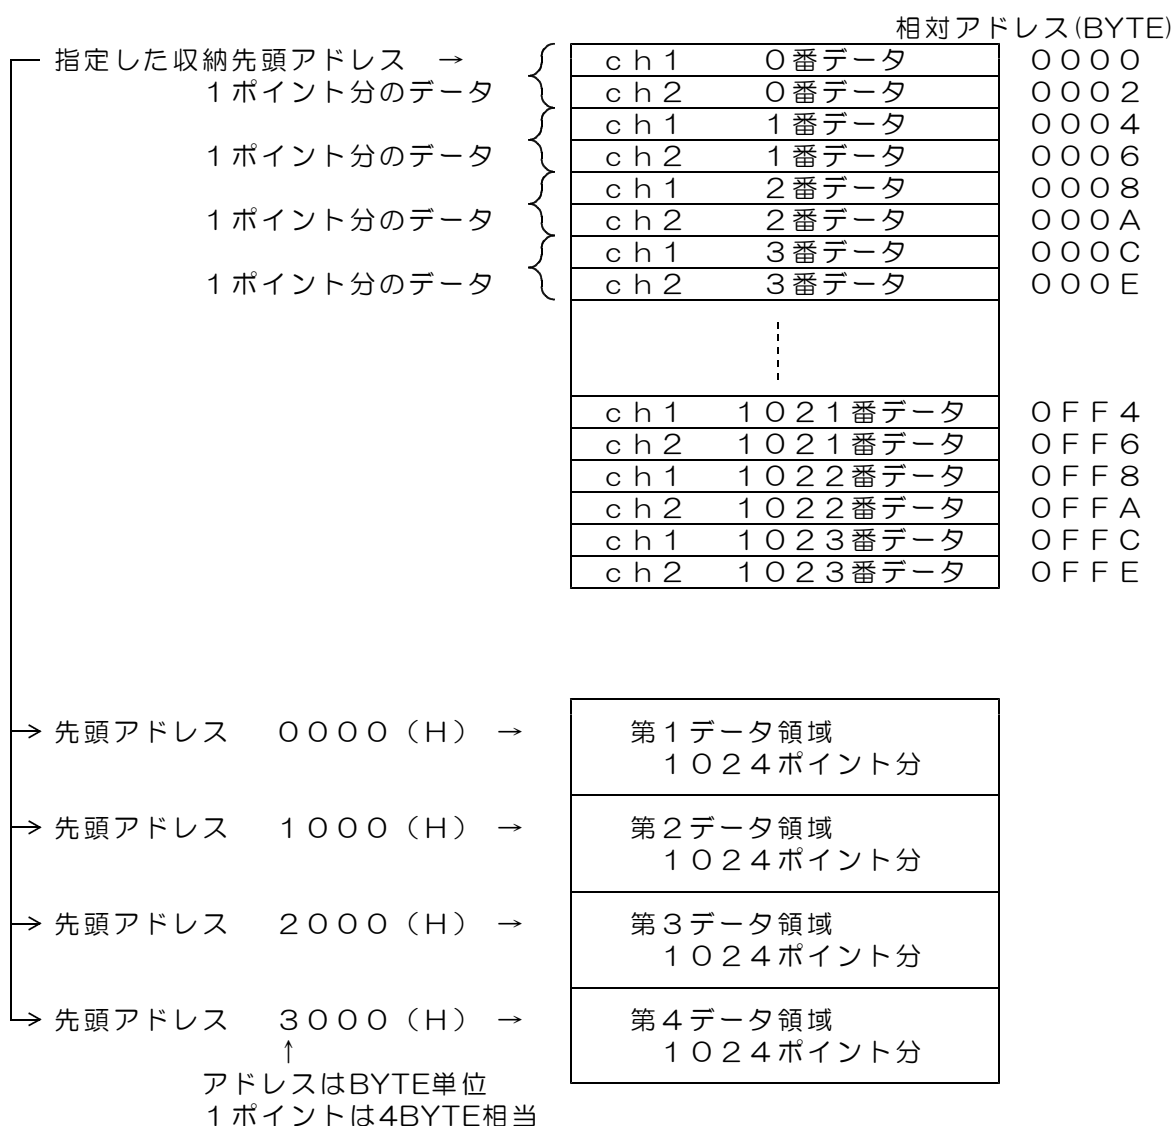 相対アドレス(BYTE)
指定した収納先頭アドレス → ch1 0番データ 0000
1ポイント分のデータ ch2 0番データ 0002
ch1 1番データ 0004
1ポイント分のデータ ch2 1番データ 0006
ch1 2番データ 0008
1ポイント分のデータ ch2 2番データ 000A
ch1 3番データ 000C
1ポイント分のデータ ch2 3番データ 000E
ch1 1021番データ 0FF4
ch2 1021番データ 0FF6
ch1 1022番データ 0FF8
ch2 1022番データ 0FFA
ch1 1023番データ 0FFC
ch2 1023番データ 0FFE
先頭アドレス 0000(H) → 第1データ領域
1024ポイント分
先頭アドレス 1000(H) → 第2データ領域
1024ポイント分
先頭アドレス 2000(H) → 第3データ領域
1024ポイント分
先頭アドレス 3000(H) → 第4データ領域
↑ 1024ポイント分
アドレスはBYTE単位
1ポイントは4BYTE相当